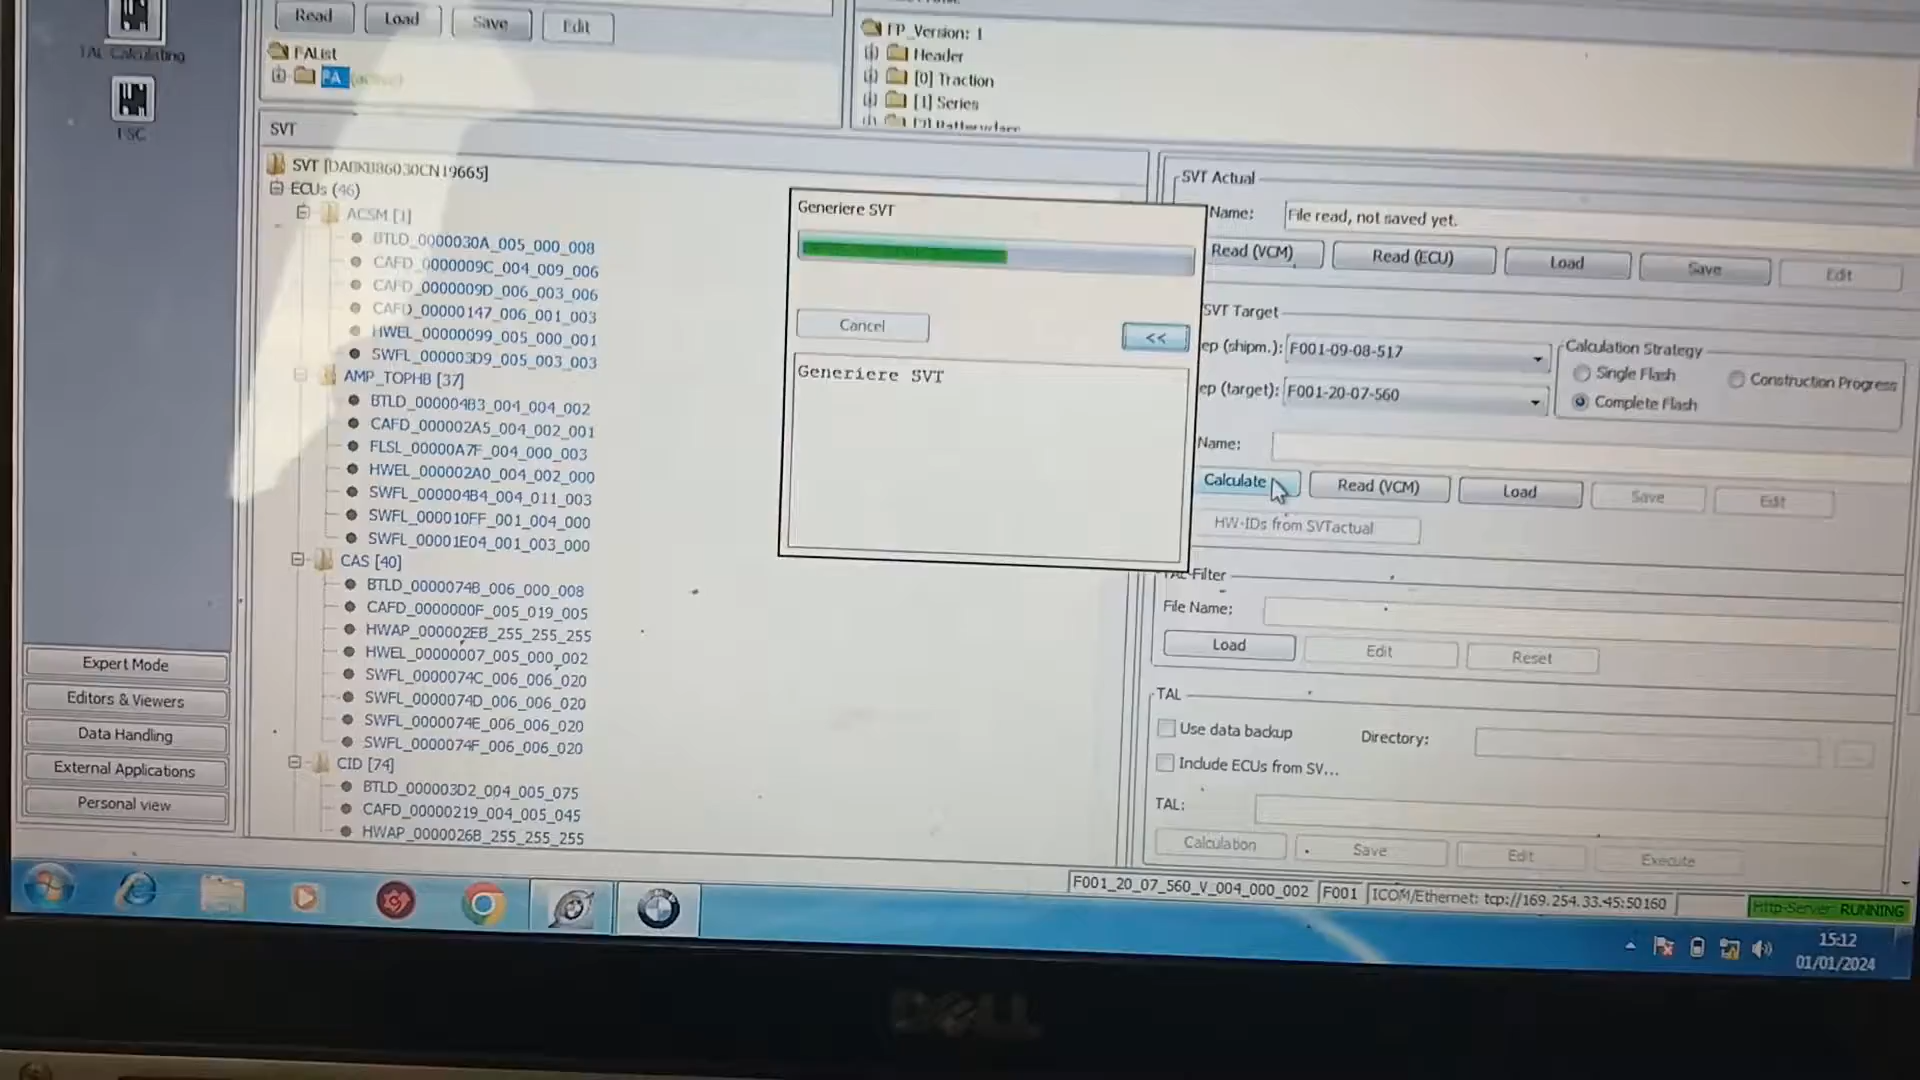 TAL-Calculating
FSC
Expert Mode
Editors & Viewers
Data Handling
External Applications
Personal view
Read
Load
Save
Edit
FAList
FA
FP_Version: 1
Header
[0] Traction
[1] Series
SVT
ECUs (46)
ACSM [1]
BTLD_0000030A_005_000_008
CAFD_0000009C_004_009_006
CAFD_0000009D_006_003_006
CAFD_00000147_006_001_003
HWEL_00000099_005_000_001
SWFL_000003D9_005_003_003
AMP_TOPHB [37]
BTLD_000004B3_004_004_002
CAFD_000002A5_004_002_001
FLSL_00000A7F_004_000_003
HWEL_000002A0_004_002_000
SWFL_000004B4_004_011_003
SWFL_000010FF_001_004_000
SWFL_00001E04_001_003_000
CAS [40]
BTLD_0000074B_006_000_008
CAFD_0000000F_005_019_005
HWAP_000002EB_255_255_255
HWEL_00000007_005_000_002
SWFL_0000074C_006_006_020
SWFL_0000074D_006_006_020
SWFL_0000074E_006_006_020
SWFL_0000074F_006_006_020
CID [74]
BTLD_000003D2_004_005_075
CAFD_00000219_004_005_045
HWAP_0000026B_255_255_255
Generiere SVT
Cancel
<<
Generiere SVT
SVT Actual
Name: File read, not saved yet.
Read (VCM)
Read (ECU)
Load
Save
Edit
SVT Target
ep (shipm.): F001-09-08-517
ep (target): F001-20-07-560
Calculation Strategy
Single Flash
Construction Progress
Complete Flash
Name:
Calculate
Read (VCM)
Load
Save
Edit
HW-IDs from SVTactual
TAL-Filter
File Name:
Load
Edit
Reset
TAL
Use data backup
Directory:
Include ECUs from SV...
TAL:
Calculation
Save
Edit
Execute
F001_20_07_560_V_004_000_002
F001
ICOM/Ethernet: tcp://169.254.33.45:50160
Http-Server: RUNNING
15:12
01/01/2024
DELL